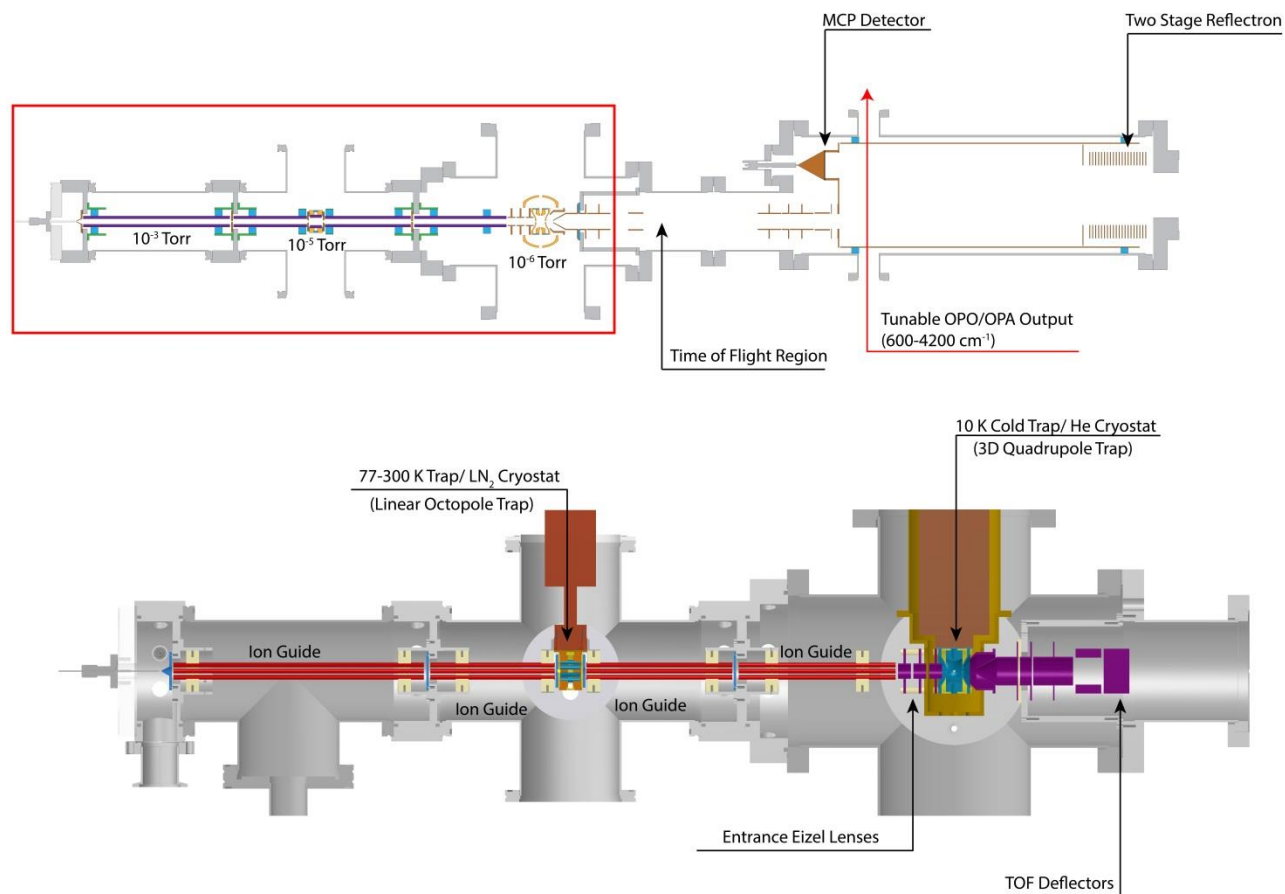 MCP Detector
Two Stage Reflectron
10⁻³ Torr
10⁻⁵ Torr
10⁻⁶ Torr
Tunable OPO/OPA Output
(600-4200 cm⁻¹)
Time of Flight Region
10 K Cold Trap/ He Cryostat
(3D Quadrupole Trap)
77-300 K Trap/ LN₂ Cryostat
(Linear Octopole Trap)
Ion Guide
Ion Guide
Ion Guide
Ion Guide
Entrance Eizel Lenses
TOF Deflectors